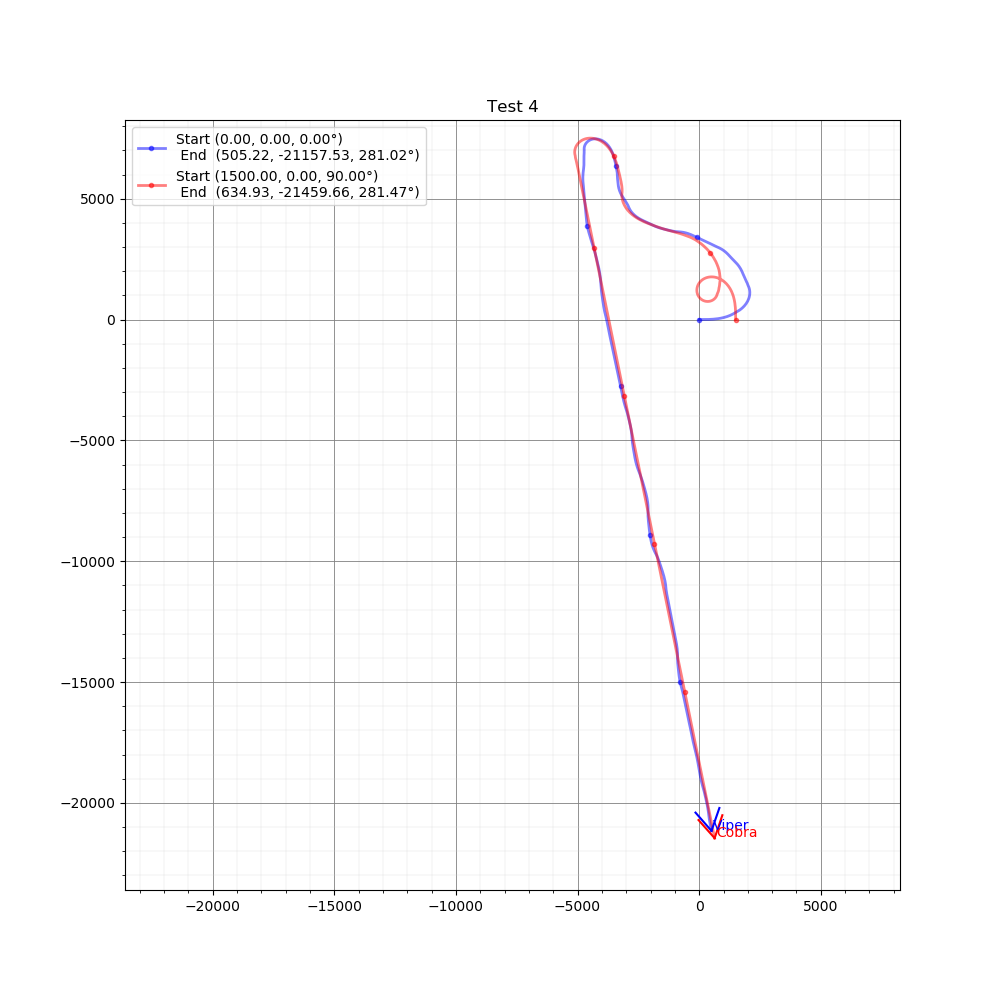 Test 4
Start (0.00, 0.00, 0.00°)
End (505.22, -21157.53, 281.02°)
Start (1500.00, 0.00, 90.00°)
End (634.93, -21459.66, 281.47°)
5000
0
−5000
−10000
−15000
−20000
Viper
Cobra
−20000 −15000 −10000 −5000 0 5000